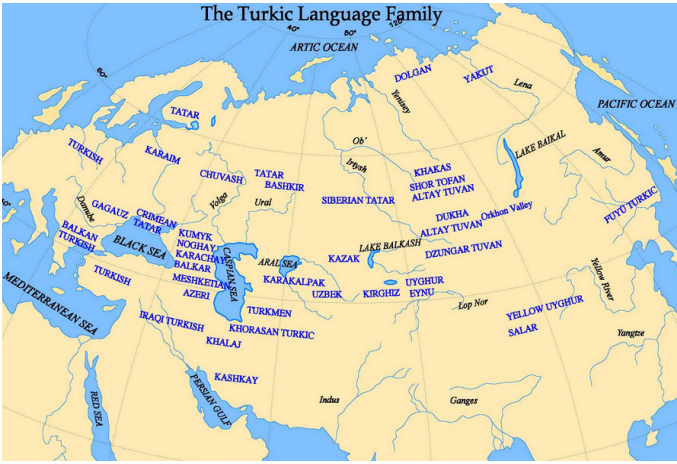 The Turkic Language Family
40°
80°
120°
ARTIC OCEAN
60°
DOLGAN
YAKUT
Lena
Yenisey
PACIFIC OCEAN
TATAR
Ob'
LAKE BAIKAL
Amur
TURKISH
KARAIM
Irtysh
CHUVASH
TATAR
BASHKIR
KHAKAS
SHOR TOFAN
ALTAY TUVAN
SIBERIAN TATAR
Volga
Ural
FUYÜ TURKIC
Danube
GAGAUZ
CRIMEAN
TATAR
DUKHA
Orkhon Valley
ALTAY TUVAN
BALKAN
TURKISH
BLACK SEA
KUMYK
NOGHAY
KARACHAY
BALKAR
LAKE BALKASH
DZUNGAR TUVAN
CASPIAN SEA
ARAL SEA
KAZAK
MEDITERRANEAN SEA
TURKISH
MESHKETIAN
AZERI
KARAKALPAK
UZBEK
KIRGHIZ
UYGHUR
EYNU
Yellow River
Lop Nor
TURKMEN
YELLOW UYGHUR
SALAR
IRAQI TURKISH
KHORASAN TURKIC
KHALAJ
Yangtze
KASHKAY
PERSIAN GULF
RED SEA
Indus
Ganges